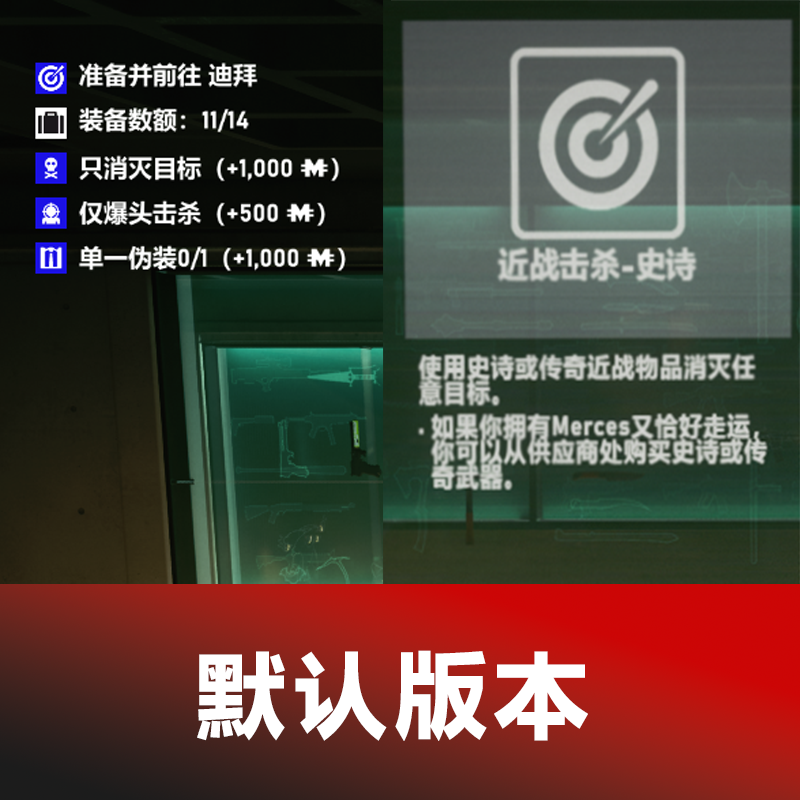 准备并前往 迪拜
装备数额：11/14
只消灭目标（+1,000 M）
仅爆头击杀（+500 M）
单一伪装0/1（+1,000 M）
近战击杀-史诗
使用史诗或传奇近战物品消灭任
意目标。
· 如果你拥有Merces又恰好走运，
你可以从供应商处购买史诗或传
奇武器。
默认版本